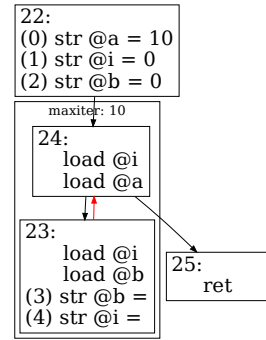 22:
(0) str @a = 10
(1) str @i = 0
(2) str @b = 0
maxiter: 10
24:
load @i
load @a
23:
load @i
load @b
(3) str @b =
(4) str @i =
25:
ret